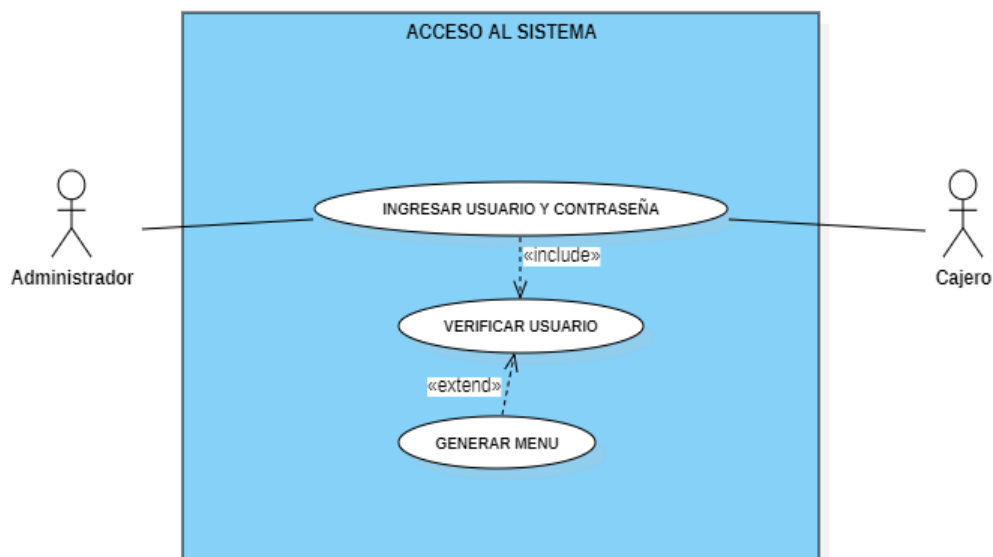 ACCESO AL SISTEMA
INGRESAR USUARIO Y CONTRASEÑA
«include»
Administrador
Cajero
VERIFICAR USUARIO
«extend»
GENERAR MENU